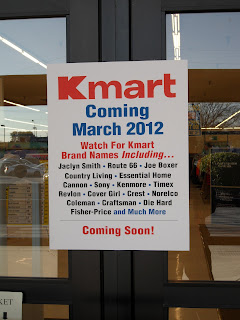 Kmart
Coming
March 2012
Watch For Kmart
Brand Names Including...
Jaclyn Smith • Route 66 • Joe Boxer
Country Living • Essential Home
Cannon • Sony • Kenmore • Timex
Revlon • Cover Girl • Crest • Norelco
Coleman • Craftsman • Die Hard
Fisher-Price and Much More
Coming Soon!
KET